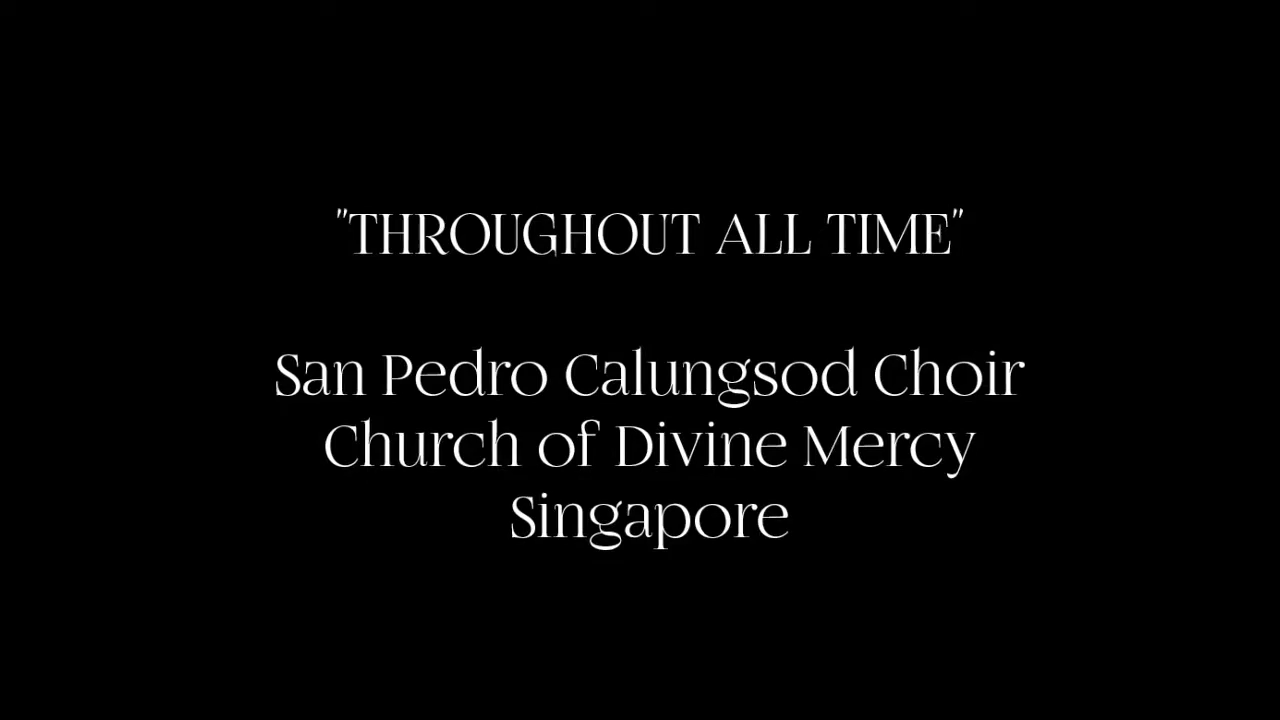 "THROUGHOUT ALL TIME"
San Pedro Calungsod Choir
Church of Divine Mercy
Singapore